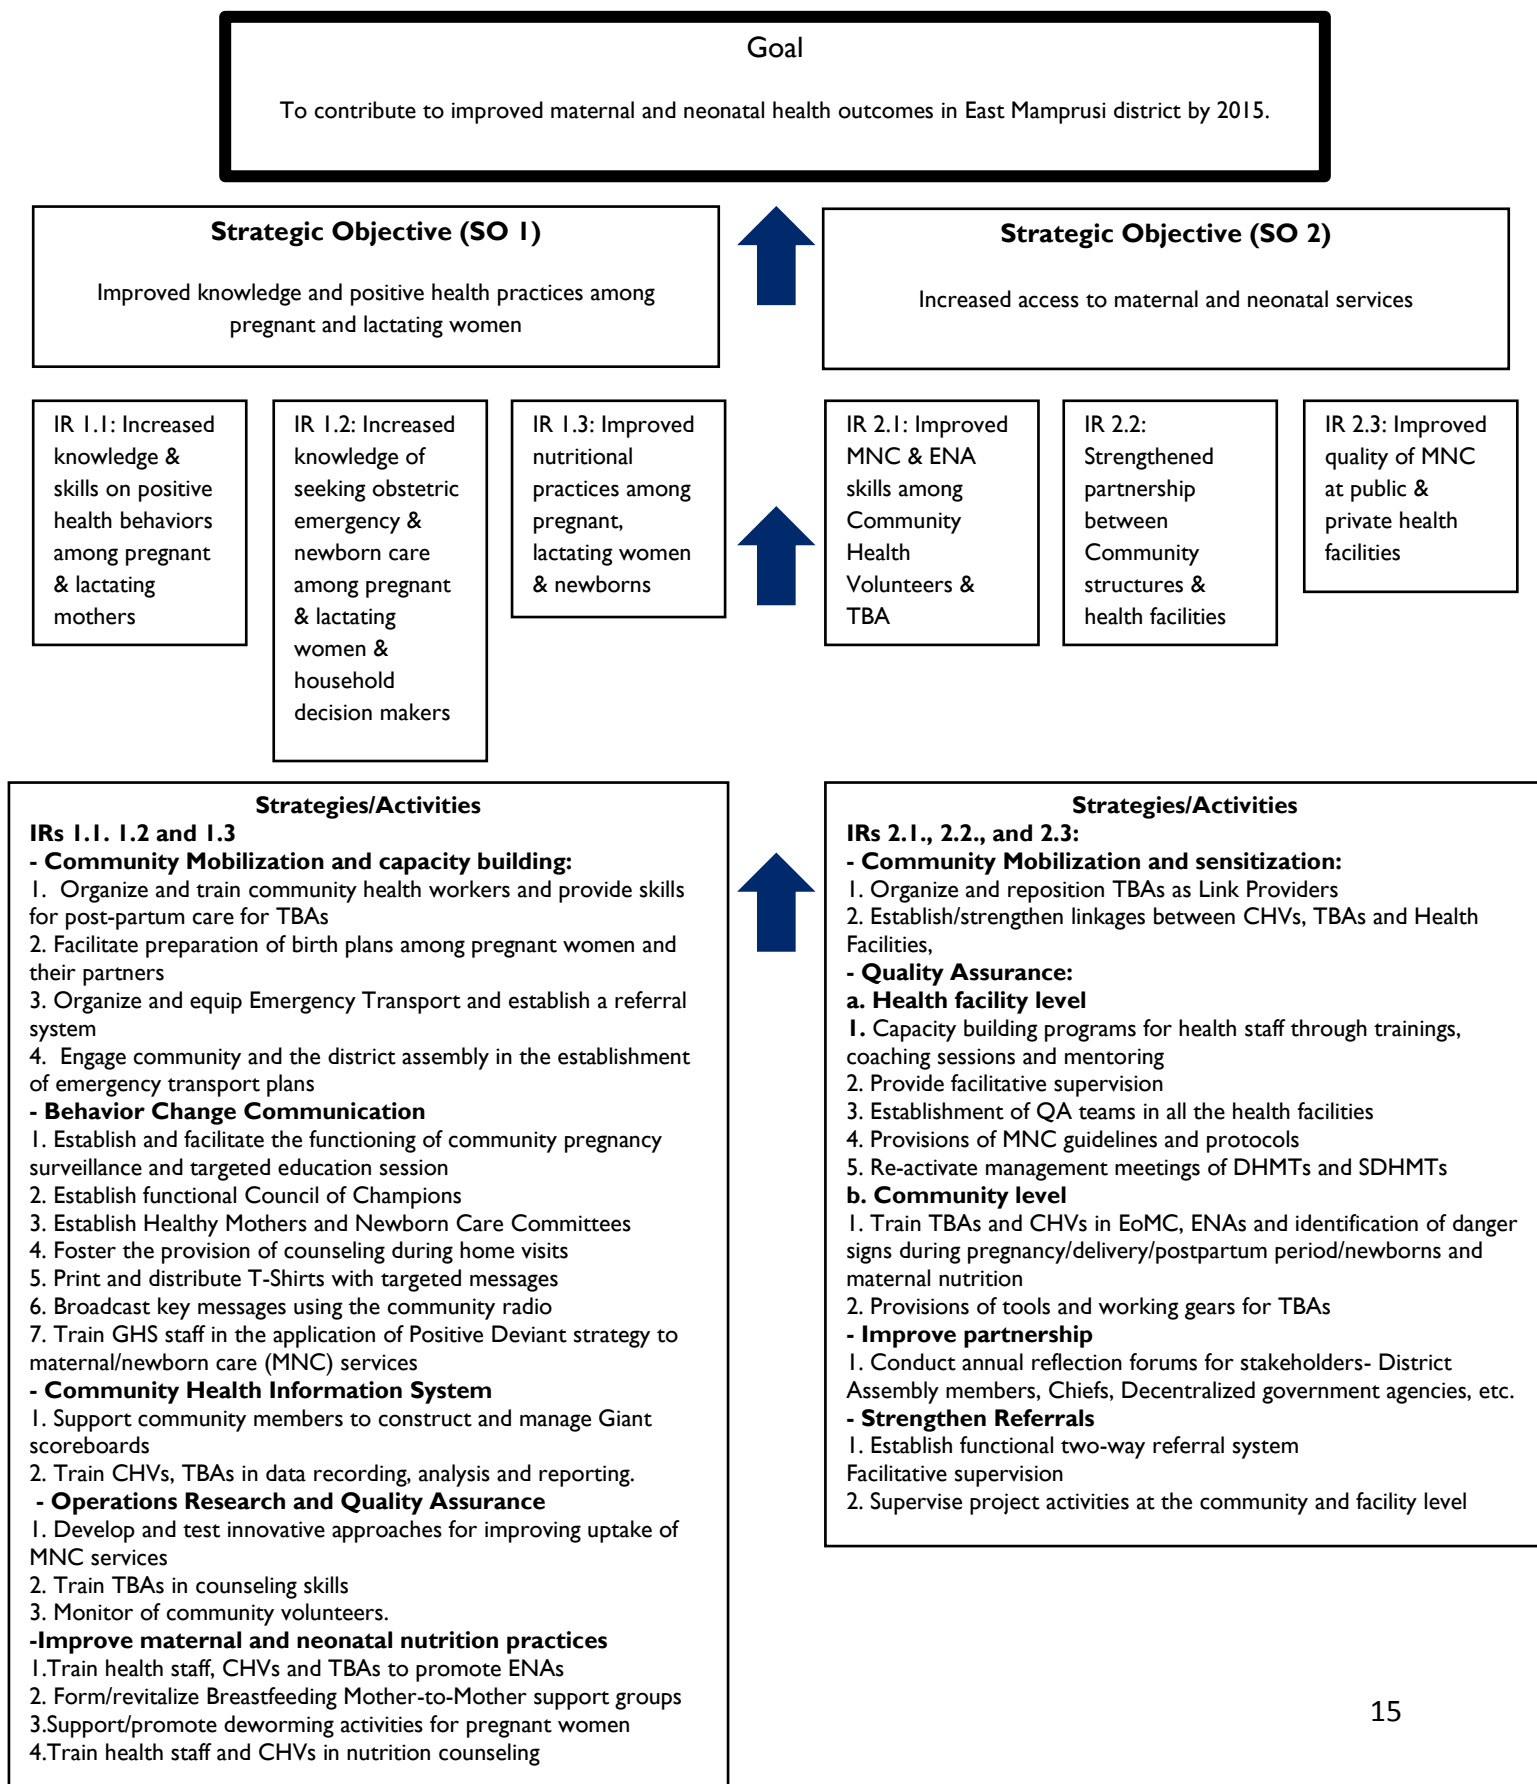 Goal
To contribute to improved maternal and neonatal health outcomes in East Mamprusi district by 2015.
Strategic Objective (SO 1)
Improved knowledge and positive health practices among
pregnant and lactating women
Strategic Objective (SO 2)
Increased access to maternal and neonatal services
IR 1.1: Increased
knowledge &
skills on positive
health behaviors
among pregnant
& lactating
mothers
IR 1.2: Increased
knowledge of
seeking obstetric
emergency &
newborn care
among pregnant
& lactating
women &
household
decision makers
IR 1.3: Improved
nutritional
practices among
pregnant,
lactating women
& newborns
IR 2.1: Improved
MNC & ENA
skills among
Community
Health
Volunteers &
TBA
IR 2.2:
Strengthened
partnership
between
Community
structures &
health facilities
IR 2.3: Improved
quality of MNC
at public &
private health
facilities
Strategies/Activities
IRs 1.1. 1.2 and 1.3
- Community Mobilization and capacity building:
1. Organize and train community health workers and provide skills
for post-partum care for TBAs
2. Facilitate preparation of birth plans among pregnant women and
their partners
3. Organize and equip Emergency Transport and establish a referral
system
4. Engage community and the district assembly in the establishment
of emergency transport plans
- Behavior Change Communication
1. Establish and facilitate the functioning of community pregnancy
surveillance and targeted education session
2. Establish functional Council of Champions
3. Establish Healthy Mothers and Newborn Care Committees
4. Foster the provision of counseling during home visits
5. Print and distribute T-Shirts with targeted messages
6. Broadcast key messages using the community radio
7. Train GHS staff in the application of Positive Deviant strategy to
maternal/newborn care (MNC) services
- Community Health Information System
1. Support community members to construct and manage Giant
scoreboards
2. Train CHVs, TBAs in data recording, analysis and reporting.
- Operations Research and Quality Assurance
1. Develop and test innovative approaches for improving uptake of
MNC services
2. Train TBAs in counseling skills
3. Monitor of community volunteers.
-Improve maternal and neonatal nutrition practices
1.Train health staff, CHVs and TBAs to promote ENAs
2. Form/revitalize Breastfeeding Mother-to-Mother support groups
3.Support/promote deworming activities for pregnant women
4.Train health staff and CHVs in nutrition counseling
Strategies/Activities
IRs 2.1., 2.2., and 2.3:
- Community Mobilization and sensitization:
1. Organize and reposition TBAs as Link Providers
2. Establish/strengthen linkages between CHVs, TBAs and Health
Facilities,
- Quality Assurance:
a. Health facility level
1. Capacity building programs for health staff through trainings,
coaching sessions and mentoring
2. Provide facilitative supervision
3. Establishment of QA teams in all the health facilities
4. Provisions of MNC guidelines and protocols
5. Re-activate management meetings of DHMTs and SDHMTs
b. Community level
1. Train TBAs and CHVs in EoMC, ENAs and identification of danger
signs during pregnancy/delivery/postpartum period/newborns and
maternal nutrition
2. Provisions of tools and working gears for TBAs
- Improve partnership
1. Conduct annual reflection forums for stakeholders- District
Assembly members, Chiefs, Decentralized government agencies, etc.
- Strengthen Referrals
1. Establish functional two-way referral system
Facilitative supervision
2. Supervise project activities at the community and facility level
15